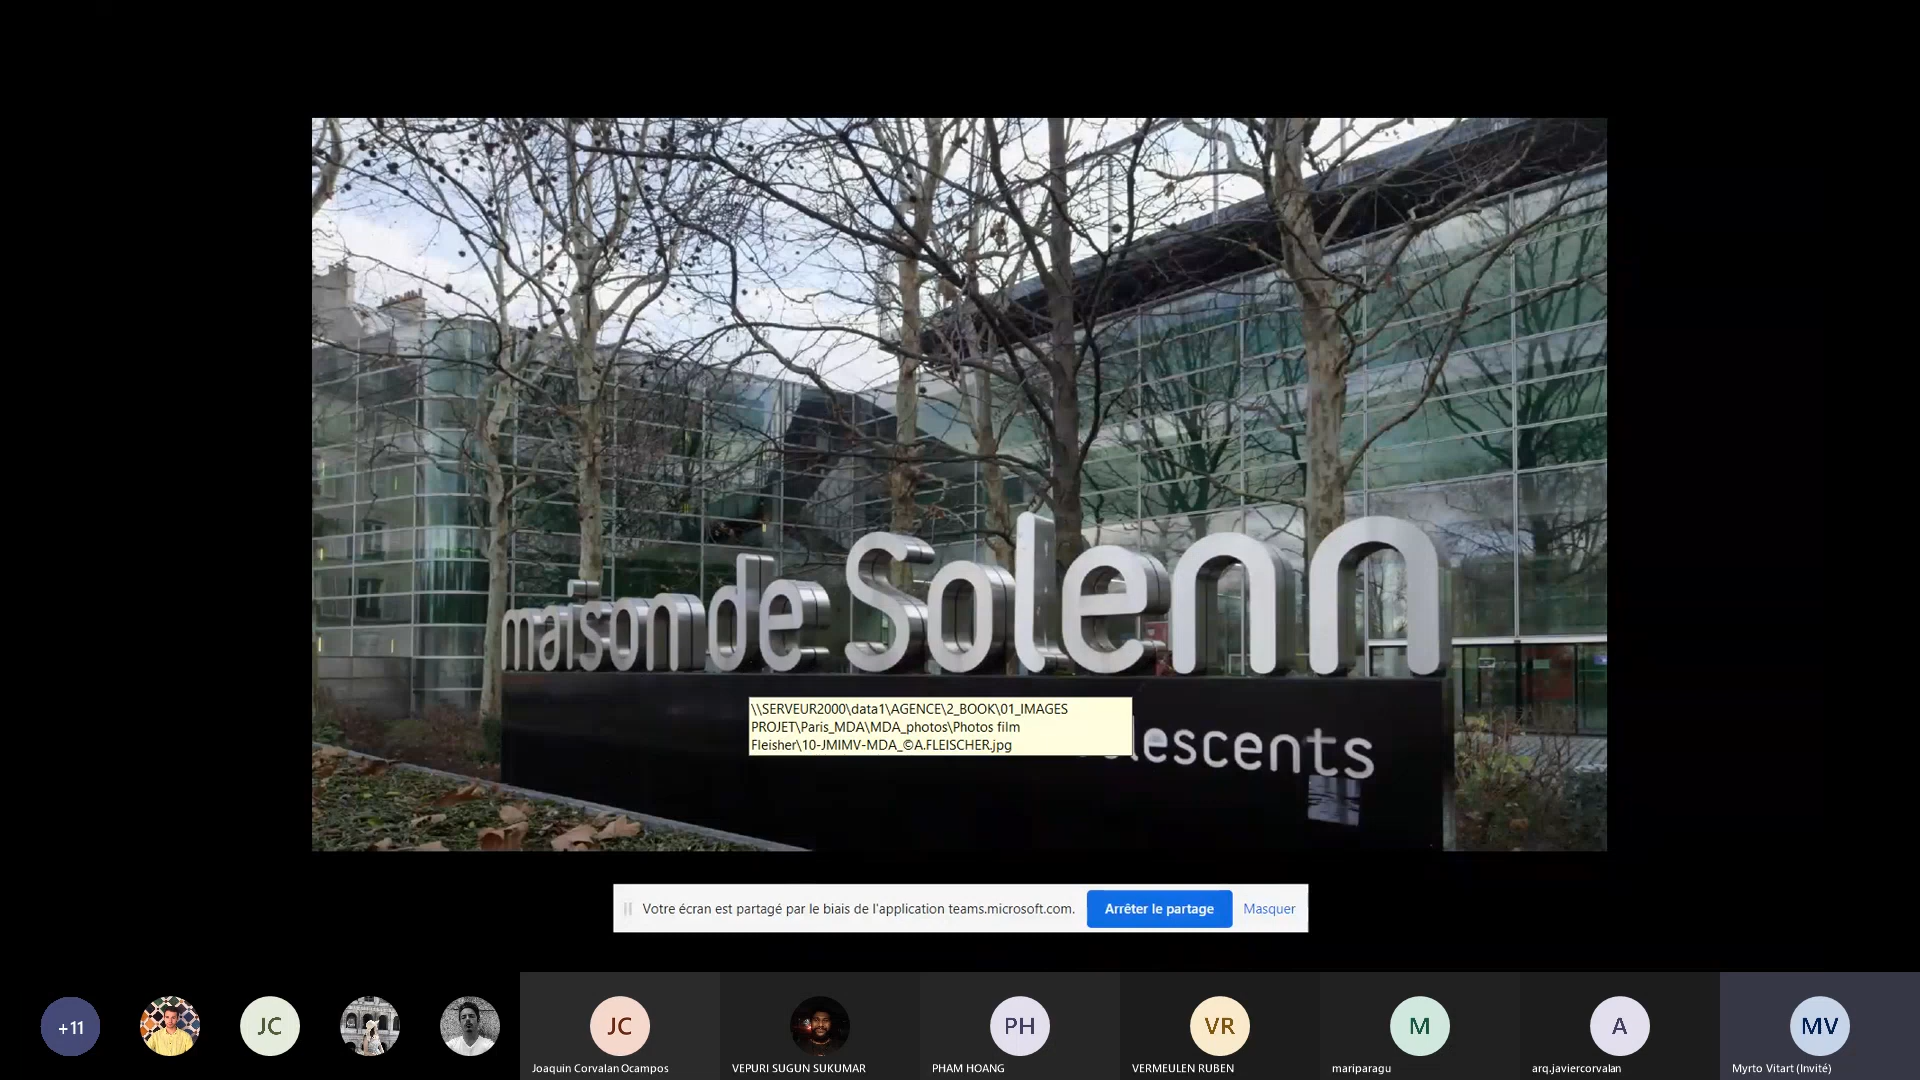 maison de Solenn
lescents
\\SERVEUR2000\data1\AGENCE\2_BOOK\01_IMAGES
PROJET\Paris_MDA\MDA_photos\Photos film
Fleisher\10-JMIMV-MDA_©A.FLEISCHER.jpg
Votre écran est partagé par le biais de l'application teams.microsoft.com.
Arrêter le partage
Masquer
+11
JC
JC
PH
VR
M
A
MV
Joaquin Corvalan Ocampos
VEPURI SUGUN SUKUMAR
PHAM HOANG
VERMEULEN RUBEN
mariparagu
arq.javiercorvalan
Myrto Vitart (Invité)